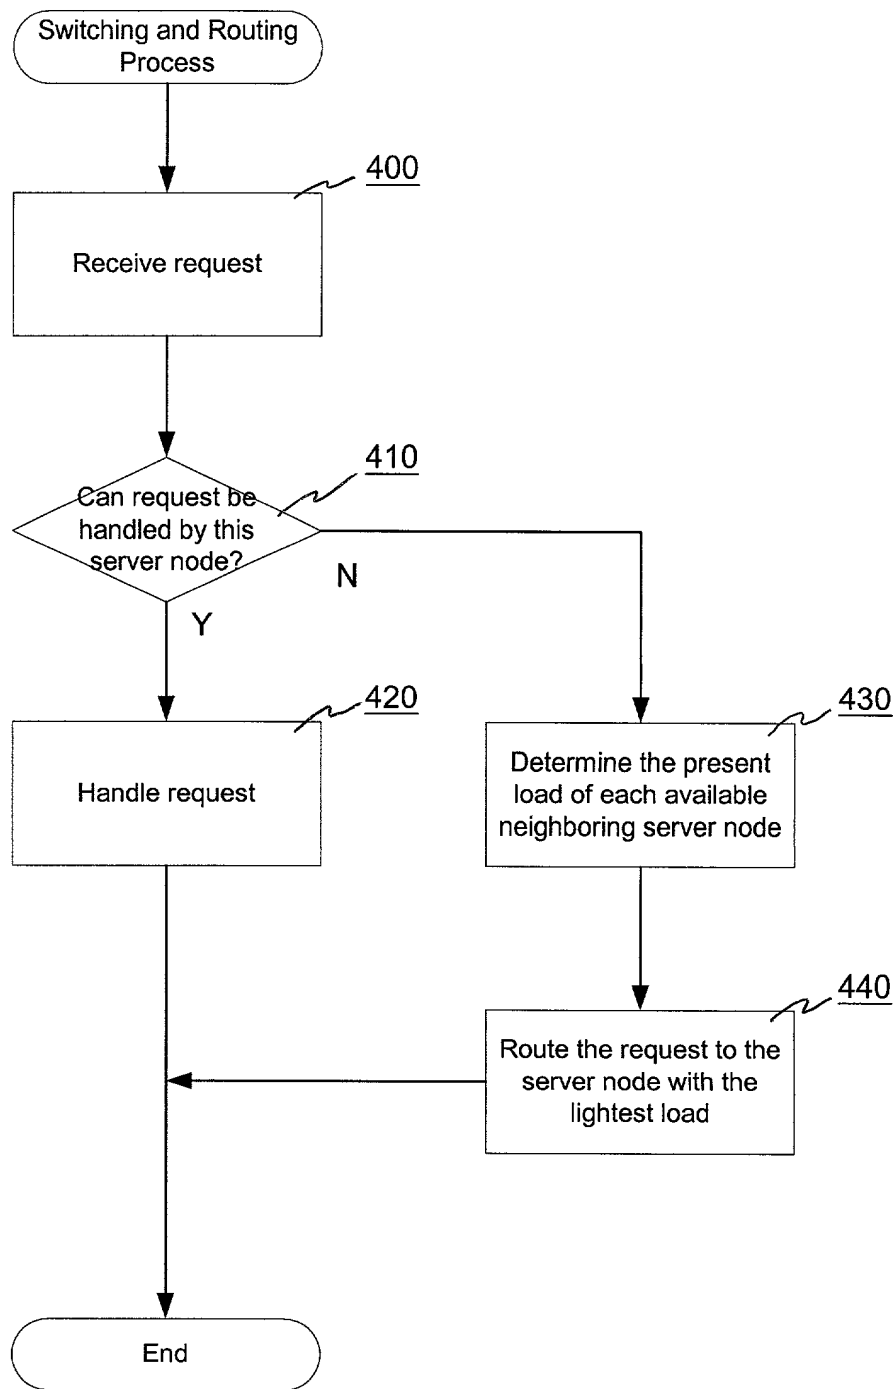 Switching and Routing
Process
400
Receive request
410
Can request be
handled by this
server node?
N
Y
420
Handle request
430
Determine the present
load of each available
neighboring server node
440
Route the request to the
server node with the
lightest load
End